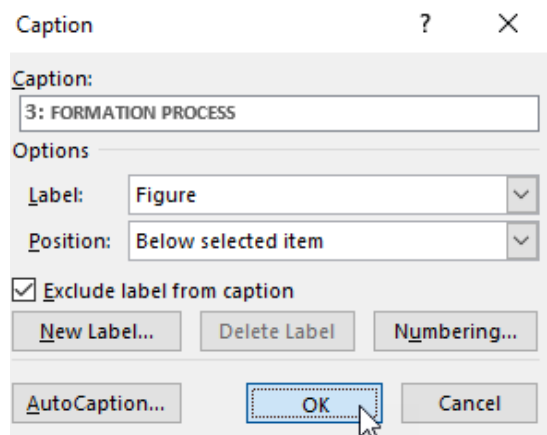 Caption ?
Caption:
3: FORMATION PROCESS
Options
Label: Figure
Position: Below selected item
Exclude label from caption
New Label... Delete Label Numbering...
AutoCaption... OK Cancel